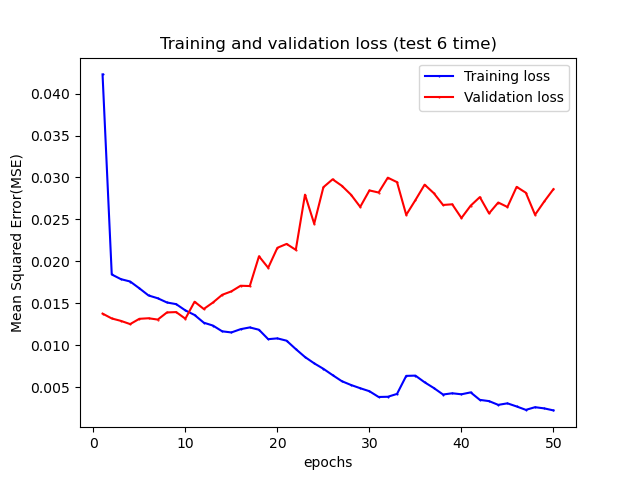 Training and validation loss (test 6 time)
Training loss
Validation loss
Mean Squared Error(MSE)
0.040
0.035
0.030
0.025
0.020
0.015
0.010
0.005
0 10 20 30 40 50
epochs